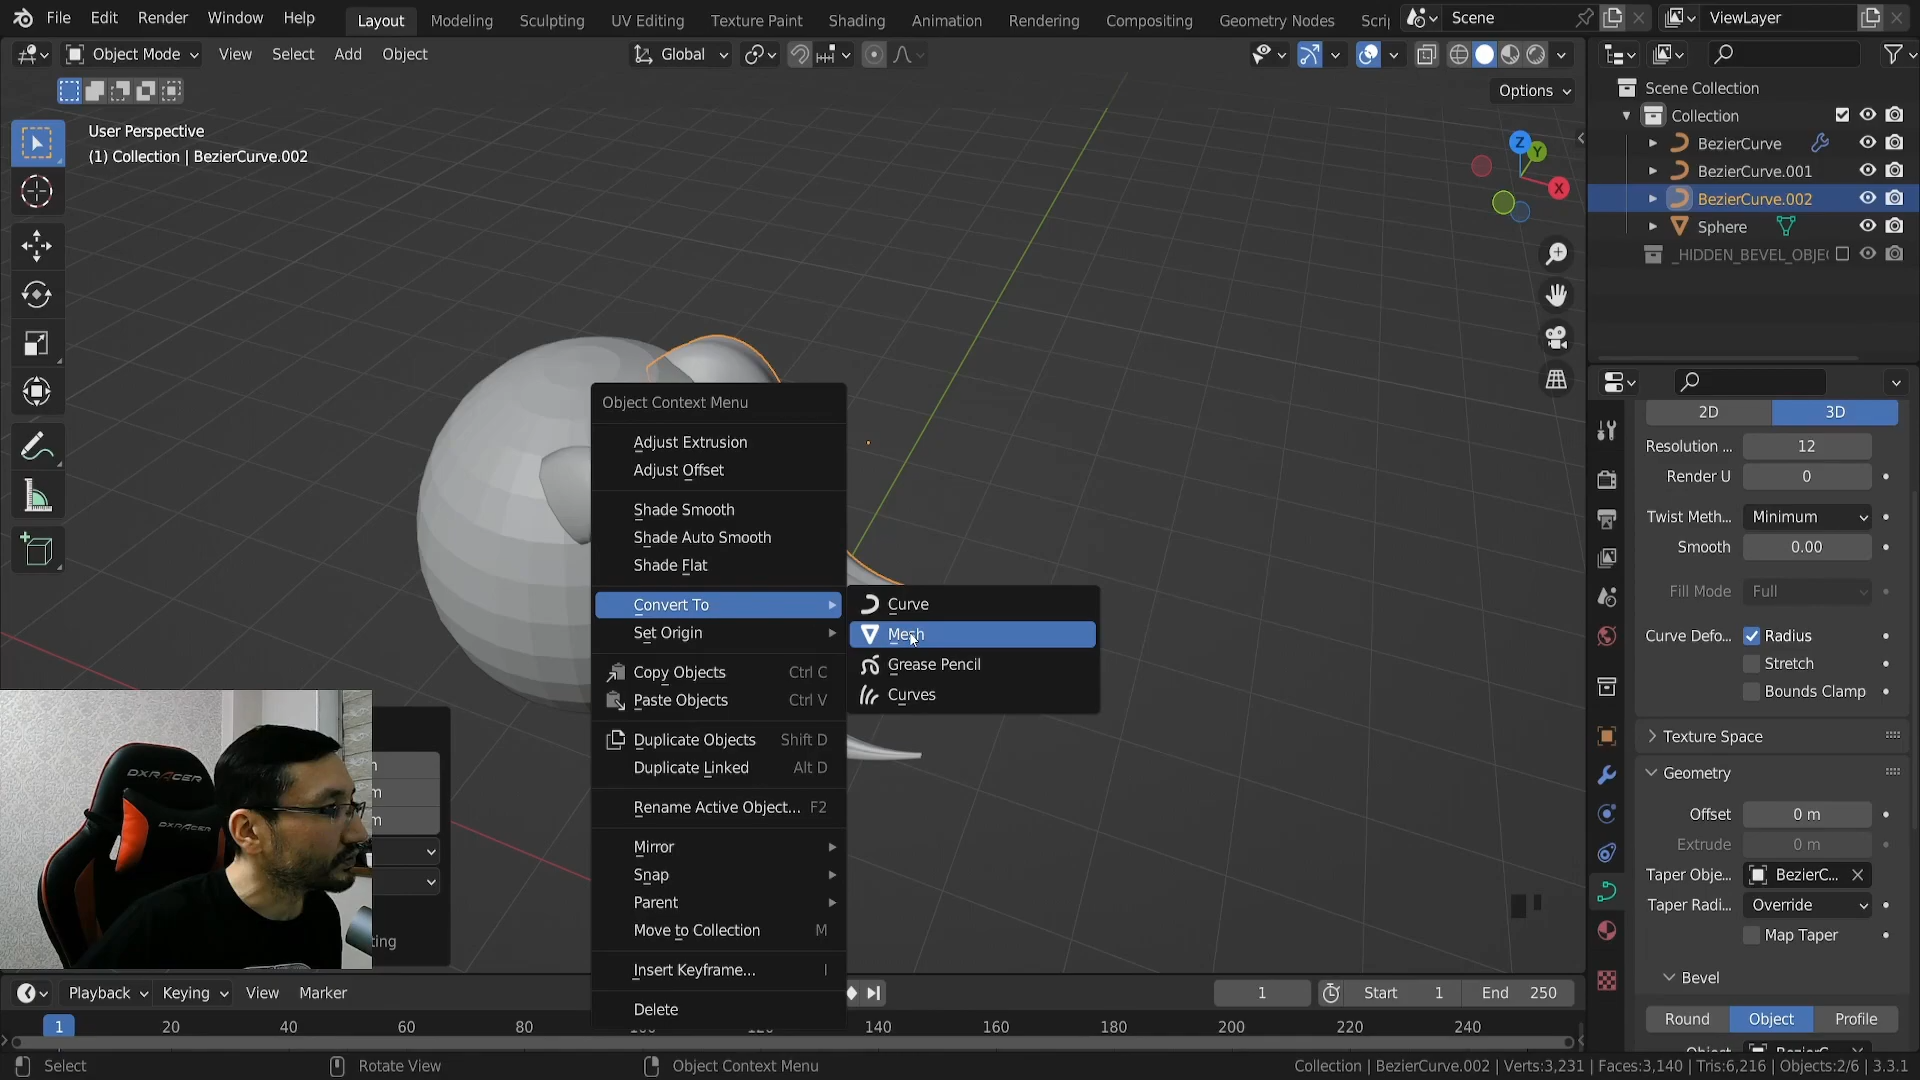 File Edit Render Window Help Layout Modeling Sculpting UV Editing Texture Paint Shading Animation Rendering Compositing Geometry Nodes Scrip Scene ViewLayer
Object Mode View Select Add Object Global
Options
User Perspective
(1) Collection | BezierCurve.002
Z
Y
X
Scene Collection
Collection
BezierCurve
BezierCurve.001
BezierCurve.002
Sphere
_HIDDEN_BEVEL_OBJE
Object Context Menu
Adjust Extrusion
Adjust Offset
Shade Smooth
Shade Auto Smooth
Shade Flat
Convert To
Set Origin
Copy Objects Ctrl C
Paste Objects Ctrl V
Duplicate Objects Shift D
Duplicate Linked Alt D
Rename Active Object... F2
Mirror
Snap
Parent
Move to Collection M
Insert Keyframe... I
Delete
Curve
Mesh
Grease Pencil
Curves
2D 3D
Resolution ... 12
Render U 0
Twist Meth... Minimum
Smooth 0.00
Fill Mode Full
Curve Defo... Radius
Stretch
Bounds Clamp
Texture Space
Geometry
Offset 0 m
Extrude 0 m
Taper Obje... BezierC...
Taper Radi... Override
Map Taper
Bevel
Round Object Profile
DXRACER
DXRACER
ting
Playback Keying View Marker 1 Start 1 End 250
1 20 40 60 80 100 120 140 160 180 200 220 240
Select Rotate View Object Context Menu Collection | BezierCurve.002 | Verts:3,231 | Faces:3,140 | Tris:6,216 | Objects:2/6 | 3.3.1